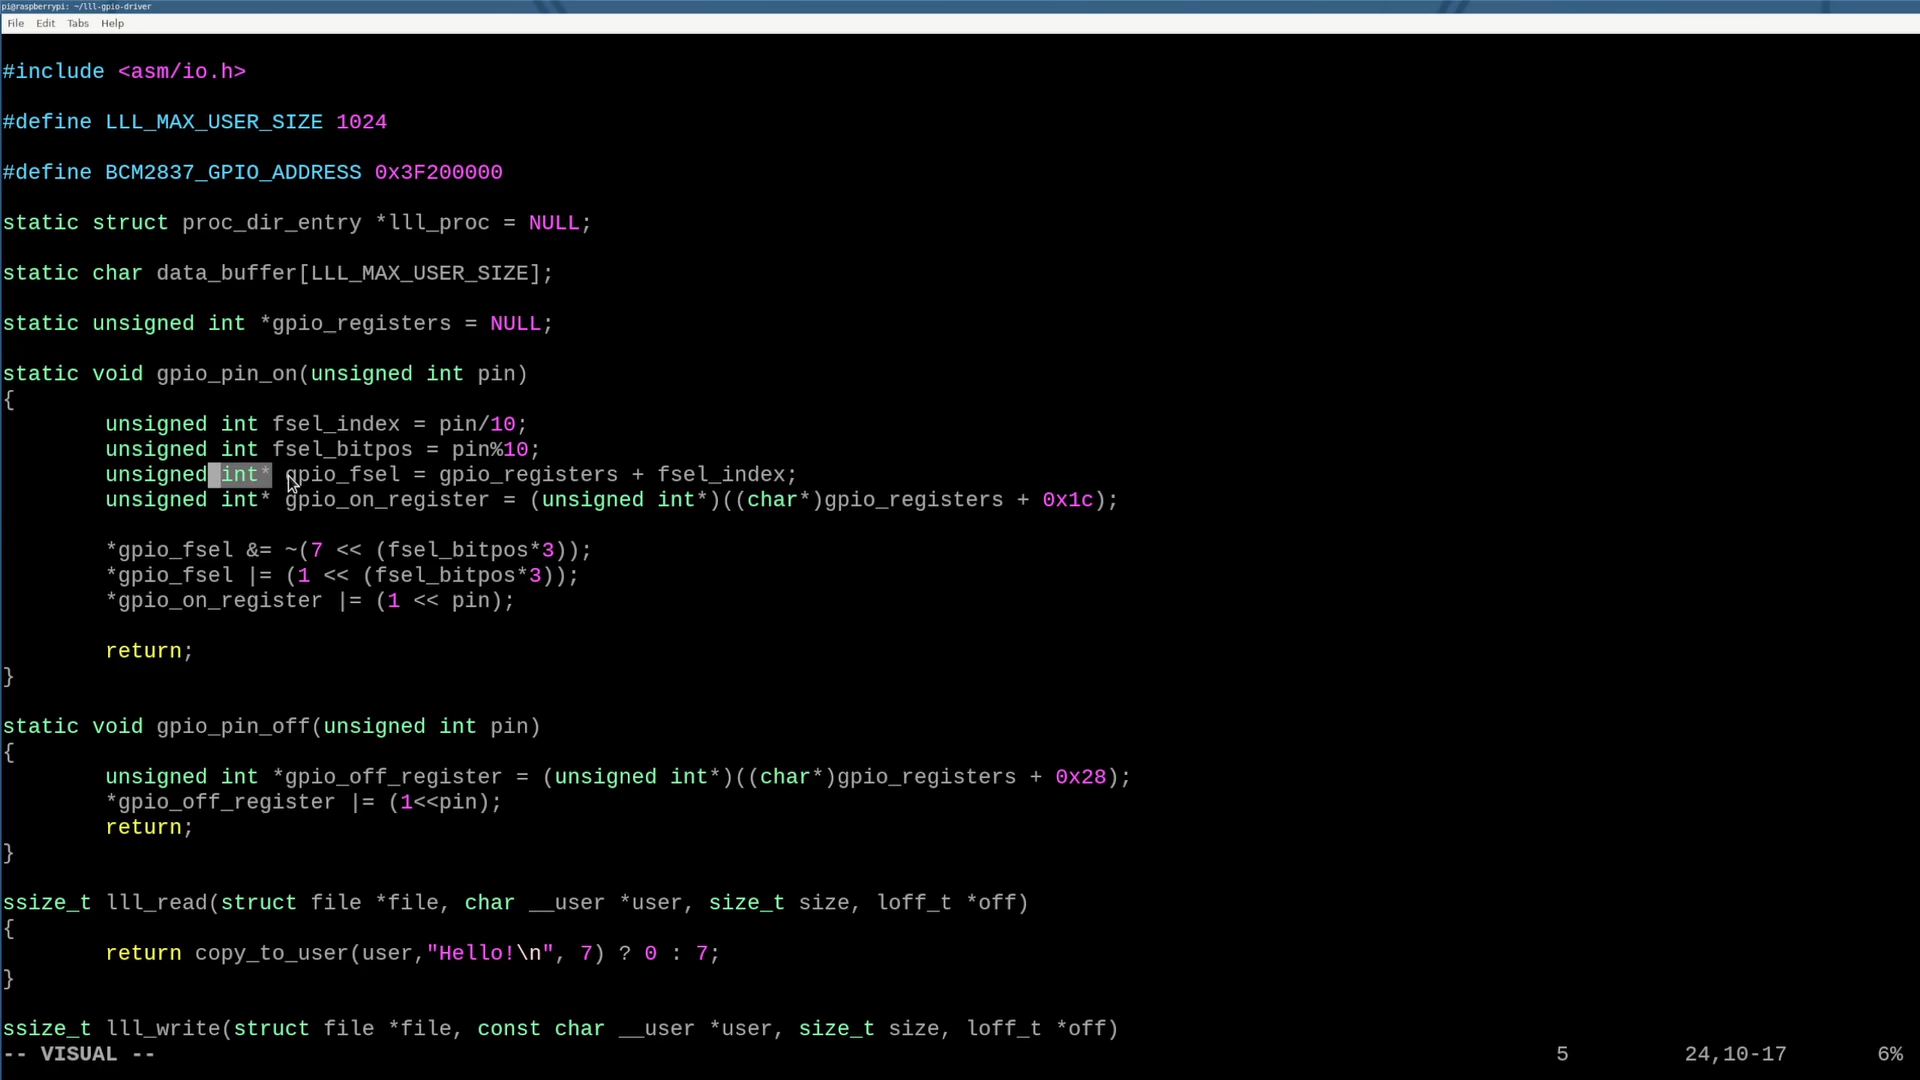 pi@raspberrypi: ~/lll-gpio-driver
File Edit Tabs Help
#include <asm/io.h>
#define LLL_MAX_USER_SIZE 1024
#define BCM2837_GPIO_ADDRESS 0x3F200000
static struct proc_dir_entry *lll_proc = NULL;
static char data_buffer[LLL_MAX_USER_SIZE];
static unsigned int *gpio_registers = NULL;
static void gpio_pin_on(unsigned int pin)
{
        unsigned int fsel_index = pin/10;
        unsigned int fsel_bitpos = pin%10;
        unsigned int* gpio_fsel = gpio_registers + fsel_index;
        unsigned int* gpio_on_register = (unsigned int*)((char*)gpio_registers + 0x1c);
        *gpio_fsel &= ~(7 << (fsel_bitpos*3));
        *gpio_fsel |= (1 << (fsel_bitpos*3));
        *gpio_on_register |= (1 << pin);
        return;
}
static void gpio_pin_off(unsigned int pin)
{
        unsigned int *gpio_off_register = (unsigned int*)((char*)gpio_registers + 0x28);
        *gpio_off_register |= (1<<pin);
        return;
}
ssize_t lll_read(struct file *file, char __user *user, size_t size, loff_t *off)
{
        return copy_to_user(user,"Hello!\n", 7) ? 0 : 7;
}
ssize_t lll_write(struct file *file, const char __user *user, size_t size, loff_t *off)
-- VISUAL -- 5 24,10-17 6%